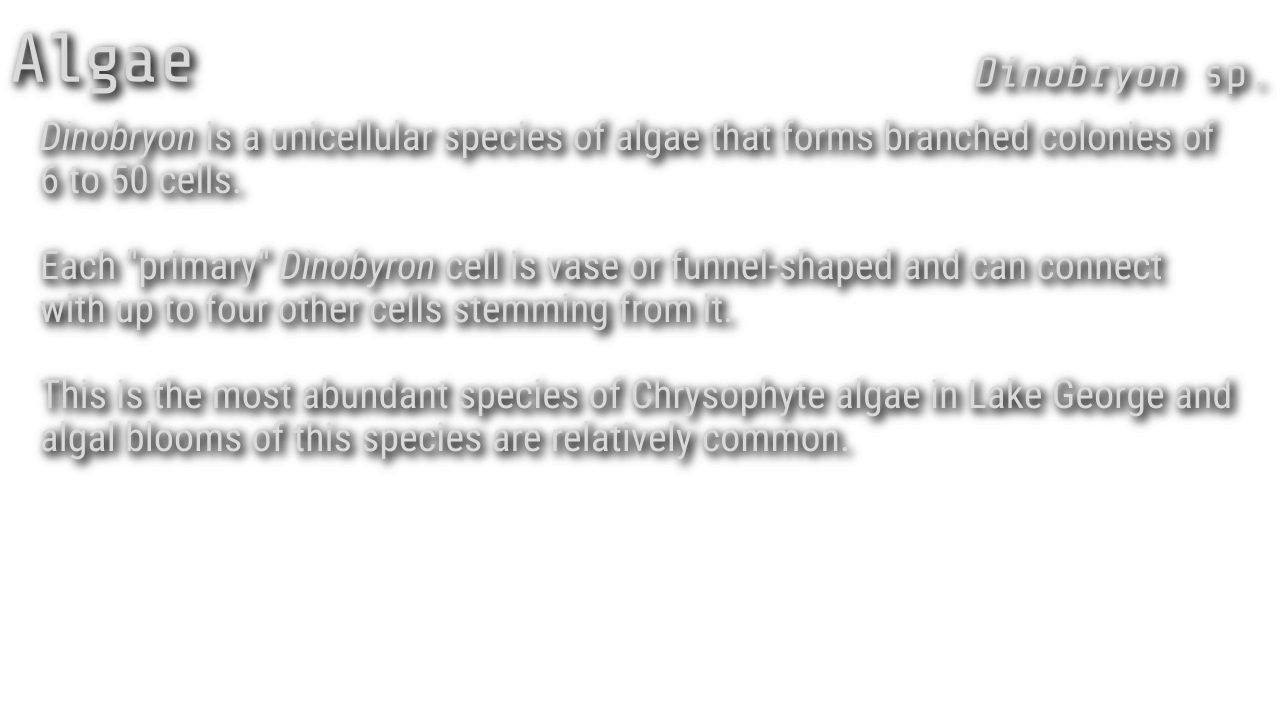 Algae
Dinobryon sp.
Dinobryon is a unicellular species of algae that forms branched colonies of
6 to 50 cells.
Each "primary" Dinobyron cell is vase or funnel-shaped and can connect
with up to four other cells stemming from it.
This is the most abundant species of Chrysophyte algae in Lake George and
algal blooms of this species are relatively common.